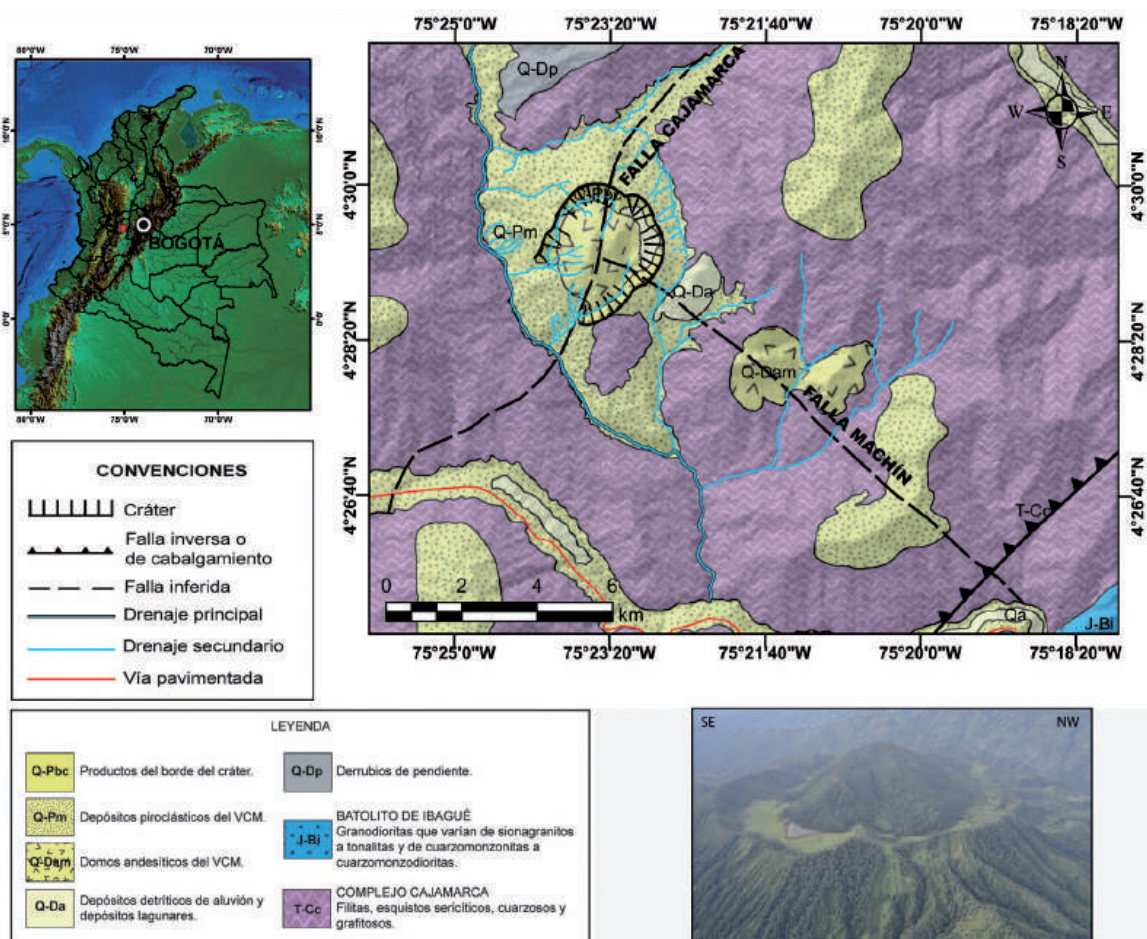 80°0'W 75°0'W 70°0'W
BOGOTÁ
75°25'0"W 75°23'20"W 75°21'40"W 75°20'0"W 75°18'20"W
Q-Dp
FALLA CAJAMARCA
N
W E
S
4°30'0"N 4°30'0"N
Q-Pm
Q-Da
4°28'20"N 4°28'20"N
Q-Dam
FALLA MACHÍN
4°26'40"N 4°26'40"N
T-Cc
0 2 4 6
km
Qa
J-Bi
75°25'0"W 75°23'20"W 75°21'40"W 75°20'0"W 75°18'20"W
CONVENCIONES
Cráter
Falla inversa o
de cabalgamiento
Falla inferida
Drenaje principal
Drenaje secundario
Vía pavimentada
LEYENDA
Q-Pbc Productos del borde del cráter.
Q-Pm Depósitos piroclásticos del VCM.
Q-Dam Domos andesíticos del VCM.
Q-Da Depósitos detríticos de aluvión y
depósitos lagunares.
Q-Dp Derrubios de pendiente.
BATOLITO DE IBAGUÉ
J-Bi Granodioritas que varían de sionagranitos
a tonalitas y de cuarzomonzonitas a
cuarzomonzodioritas.
COMPLEJO CAJAMARCA
T-Cc Filitas, esquistos sericíticos, cuarzosos y
grafitosos.
SE NW